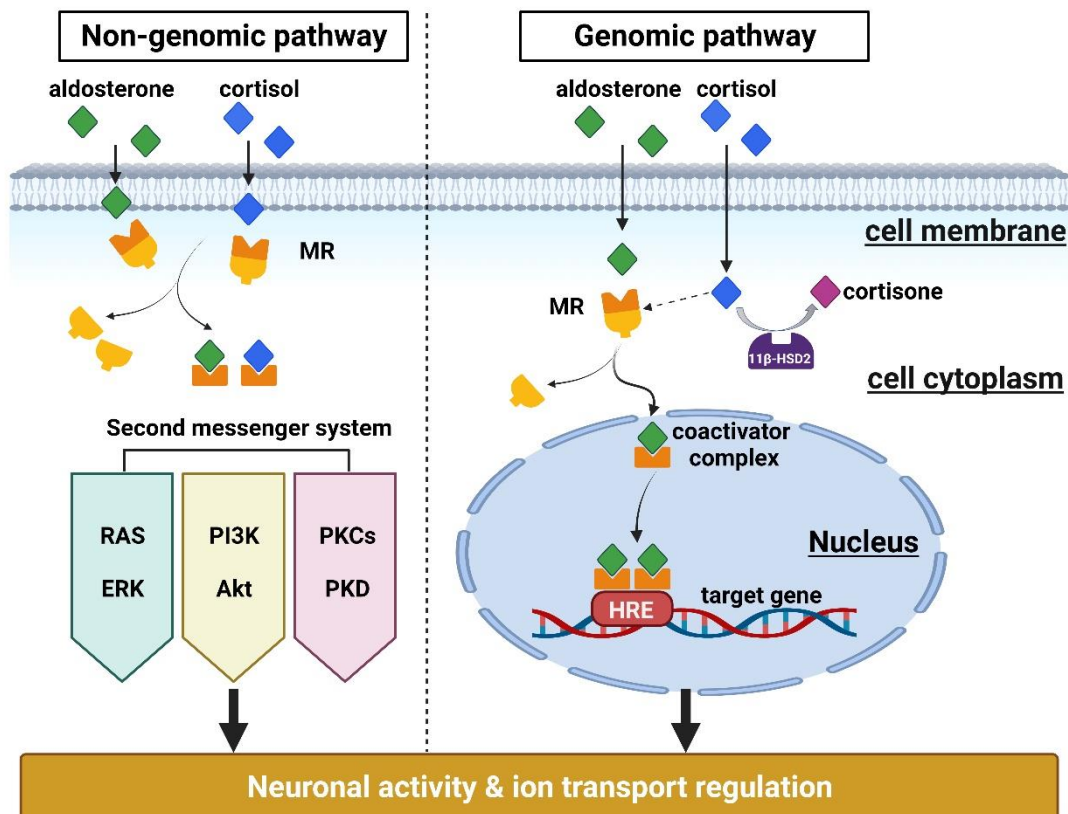 Non-genomic pathway
aldosterone
cortisol
MR
Second messenger system
RAS
ERK
PI3K
Akt
PKCs
PKD
Genomic pathway
aldosterone
cortisol
cell membrane
MR
cortisone
11β-HSD2
cell cytoplasm
coactivator
complex
Nucleus
target gene
HRE
Neuronal activity & ion transport regulation